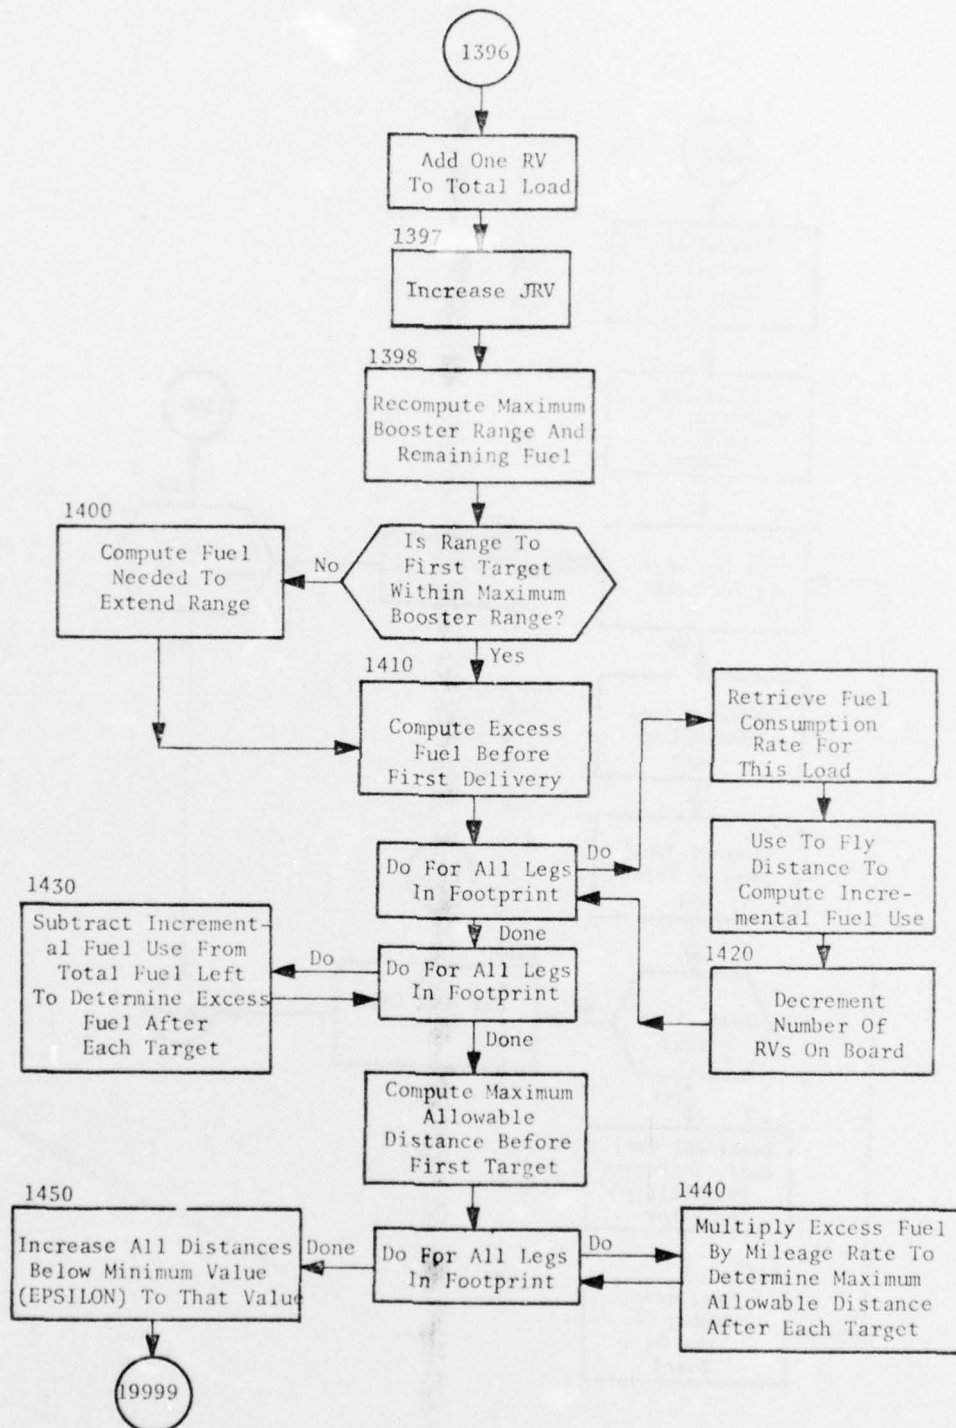 1396
Add One RV
To Total Load
1397
Increase JRV
1398
Recompute Maximum
Booster Range And
Remaining Fuel
1400
Compute Fuel
Needed To
Extend Range
No
Is Range To
First Target
Within Maximum
Booster Range?
Yes
1410
Compute Excess
Fuel Before
First Delivery
Retrieve Fuel
Consumption
Rate For
This Load
Use To Fly
Distance To
Compute Incre-
mental Fuel Use
1420
Decrement
Number Of
RVs On Board
Do For All Legs
In Footprint
Do
Done
1430
Subtract Increment-
al Fuel Use From
Total Fuel Left
To Determine Excess
Fuel After
Each Target
Do
Do For All Legs
In Footprint
Done
Compute Maximum
Allowable
Distance Before
First Target
1440
Multiply Excess Fuel
By Mileage Rate To
Determine Maximum
Allowable Distance
After Each Target
Do For All Legs
In Footprint
Do
Done
1450
Increase All Distances
Below Minimum Value
(EPSILON) To That Value
19999